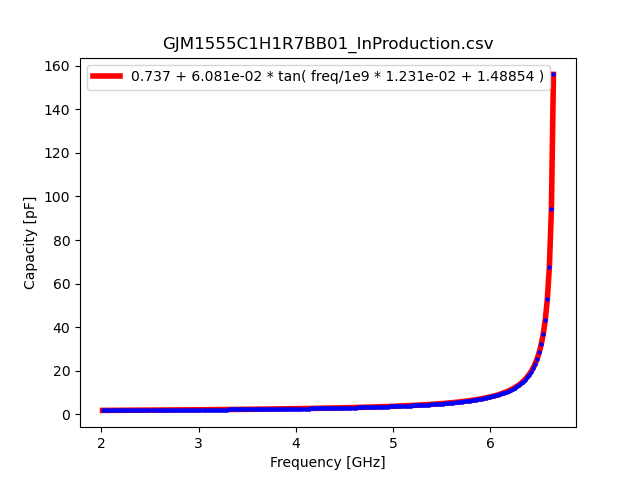 GJM1555C1H1R7BB01_InProduction.csv
0.737 + 6.081e-02 * tan( freq/1e9 * 1.231e-02 + 1.48854 )
160
140
120
100
80
60
40
20
0
Capacity [pF]
2 3 4 5 6
Frequency [GHz]